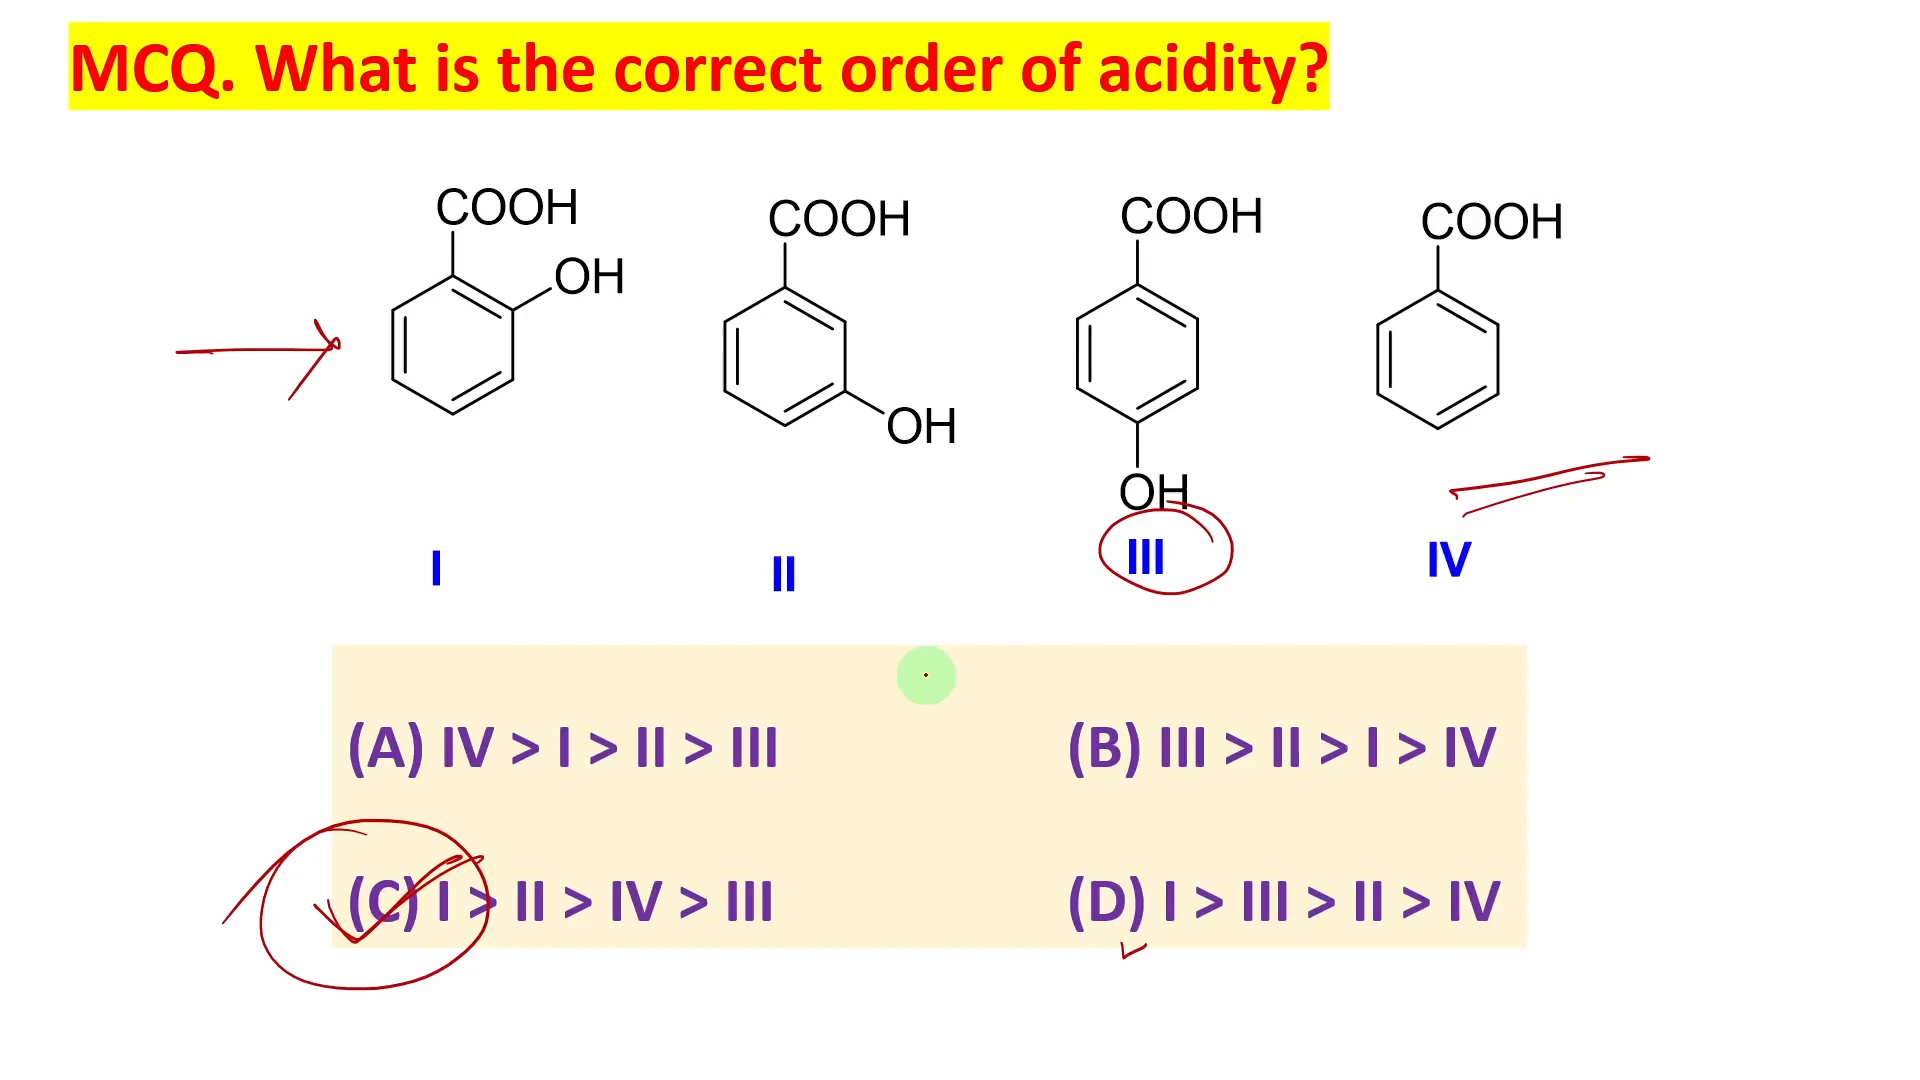 MCQ. What is the correct order of acidity?
COOH COOH COOH COOH
OH
OH
OH
I II III IV
(A) IV > I > II > III (B) III > II > I > IV
(C) I > II > IV > III (D) I > III > II > IV